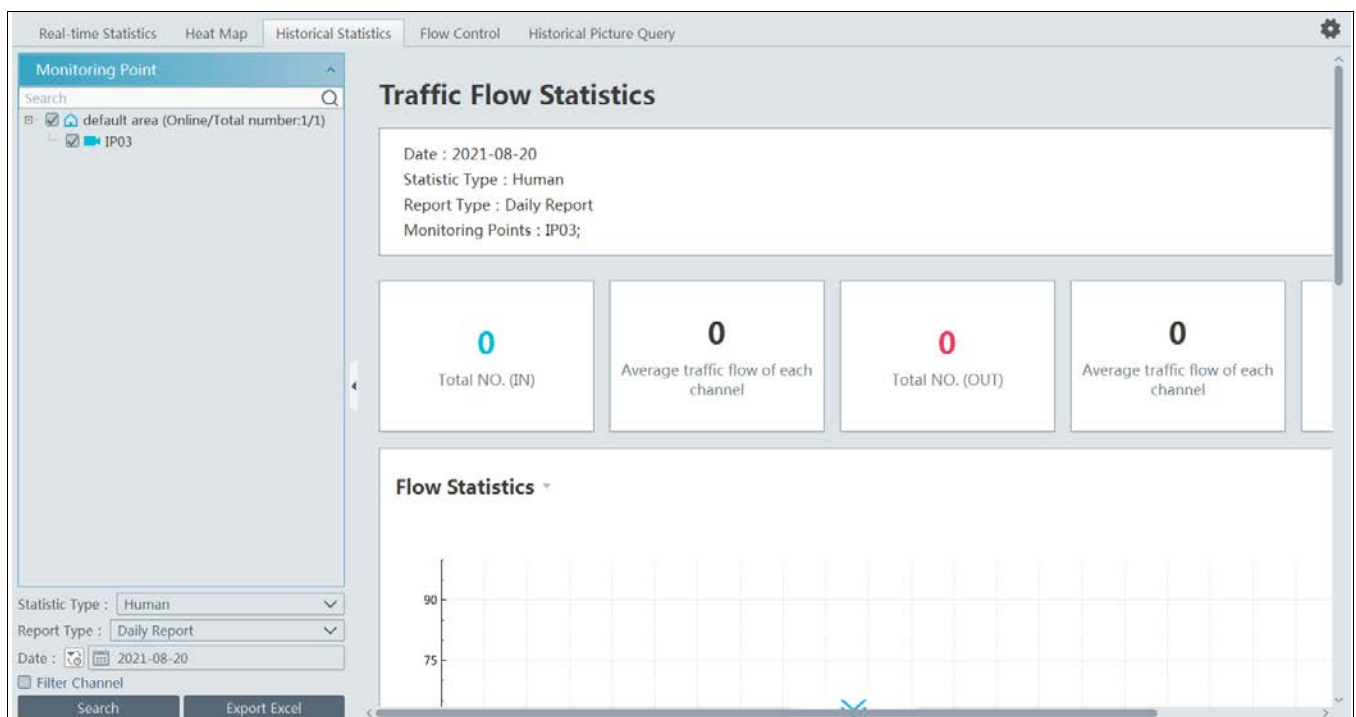 Real-time Statistics Heat Map Historical Statistics Flow Control Historical Picture Query
Monitoring Point
Search
default area (Online/Total number:1/1)
IP03
Statistic Type : Human
Report Type : Daily Report
Date : 2021-08-20
Filter Channel
Search Export Excel
Traffic Flow Statistics
Date : 2021-08-20
Statistic Type : Human
Report Type : Daily Report
Monitoring Points : IP03;
0
Total NO. (IN)
0
Average traffic flow of each
channel
0
Total NO. (OUT)
0
Average traffic flow of each
channel
Flow Statistics
90
75